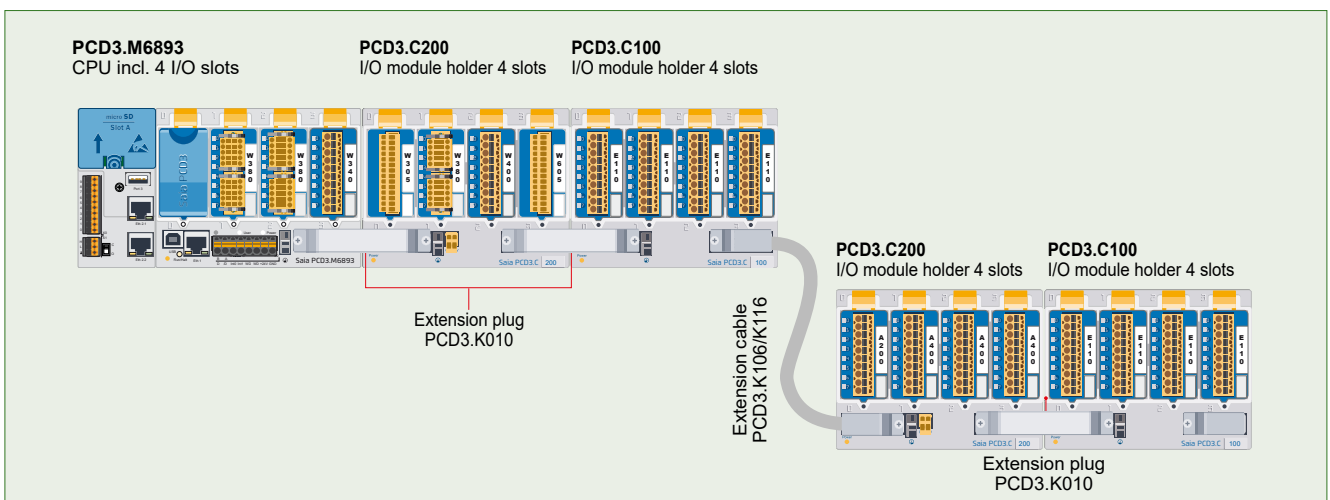 PCD3.M6893
CPU incl. 4 I/O slots
PCD3.C200
I/O module holder 4 slots
PCD3.C100
I/O module holder 4 slots
micro SD
Slot A
PCD3
W380
W380
W340
W305
W380
W400
W605
E110
E110
E110
E110
Saia PCD3.M6893
Saia PCD3.C 200
Saia PCD3.C 100
Extension plug
PCD3.K010
Extension cable
PCD3.K106/K116
PCD3.C200
I/O module holder 4 slots
PCD3.C100
I/O module holder 4 slots
A200
A400
A400
A400
E110
E110
E110
E110
Saia PCD3.C 200
Saia PCD3.C 100
Extension plug
PCD3.K010